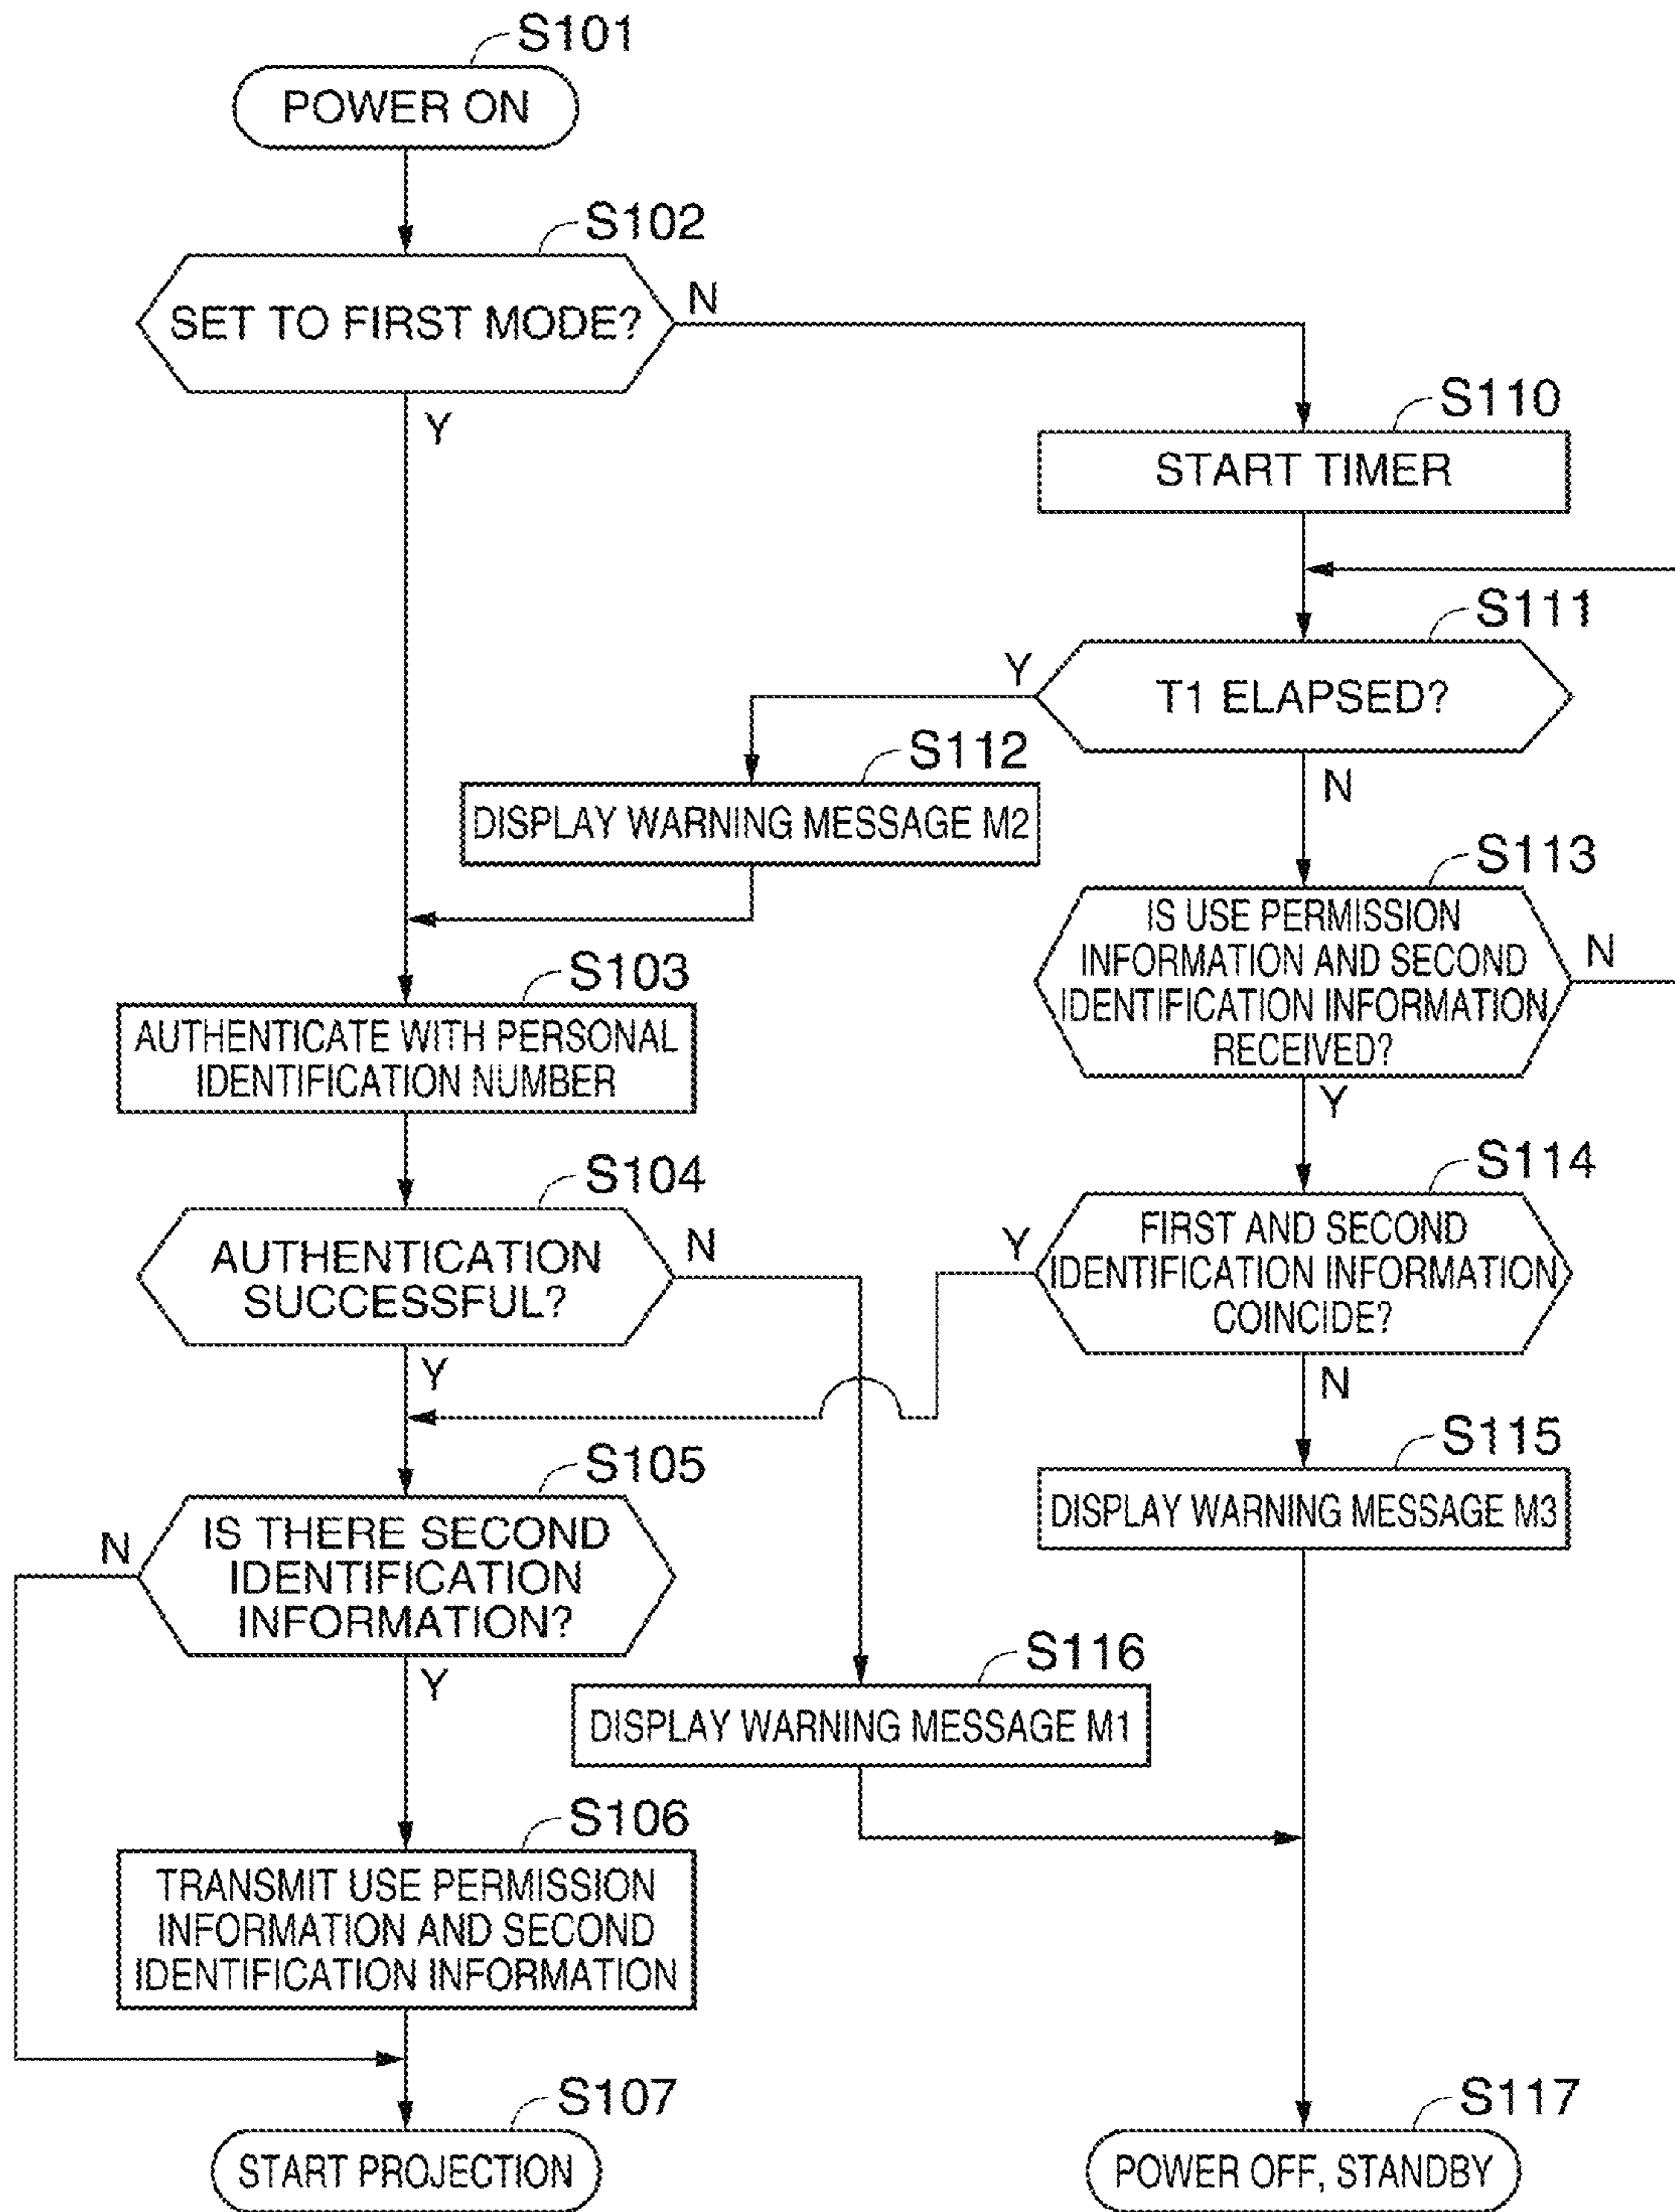 S101
POWER ON
S102
SET TO FIRST MODE?
N
Y
S110
START TIMER
S111
T1 ELAPSED?
Y
N
S112
DISPLAY WARNING MESSAGE M2
S113
IS USE PERMISSION
INFORMATION AND SECOND
IDENTIFICATION INFORMATION
RECEIVED?
N
Y
S103
AUTHENTICATE WITH PERSONAL
IDENTIFICATION NUMBER
S104
AUTHENTICATION
SUCCESSFUL?
N
Y
S114
FIRST AND SECOND
IDENTIFICATION INFORMATION
COINCIDE?
Y
N
S115
DISPLAY WARNING MESSAGE M3
S105
IS THERE SECOND
IDENTIFICATION
INFORMATION?
N
Y
S116
DISPLAY WARNING MESSAGE M1
S106
TRANSMIT USE PERMISSION
INFORMATION AND SECOND
IDENTIFICATION INFORMATION
S107
START PROJECTION
S117
POWER OFF, STANDBY